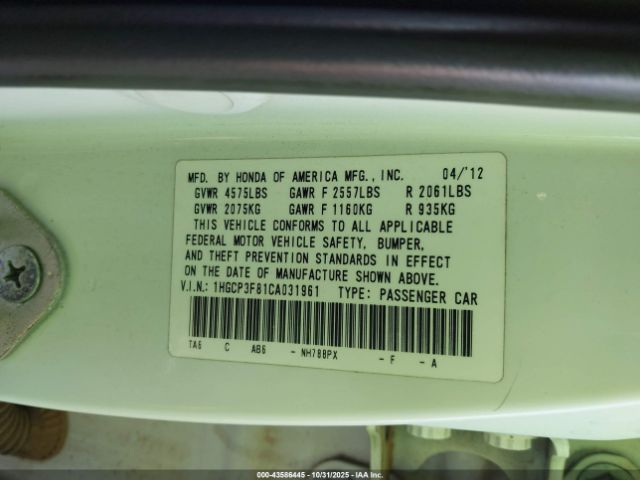 MFD. BY HONDA OF AMERICA MFG., INC. 04/'12
GVWR 4575LBS GAWR F 2557LBS R 2061LBS
GVWR 2075KG GAWR F 1160KG R 935KG
THIS VEHICLE CONFORMS TO ALL APPLICABLE
FEDERAL MOTOR VEHICLE SAFETY, BUMPER,
AND THEFT PREVENTION STANDARDS IN EFFECT
ON THE DATE OF MANUFACTURE SHOWN ABOVE.
V.I.N.: 1HGCP3F81CA031961 TYPE: PASSENGER CAR
TA6 C AB6 - NH788PX - F - A
000-43586445 - 10/31/2025 - IAA Inc.